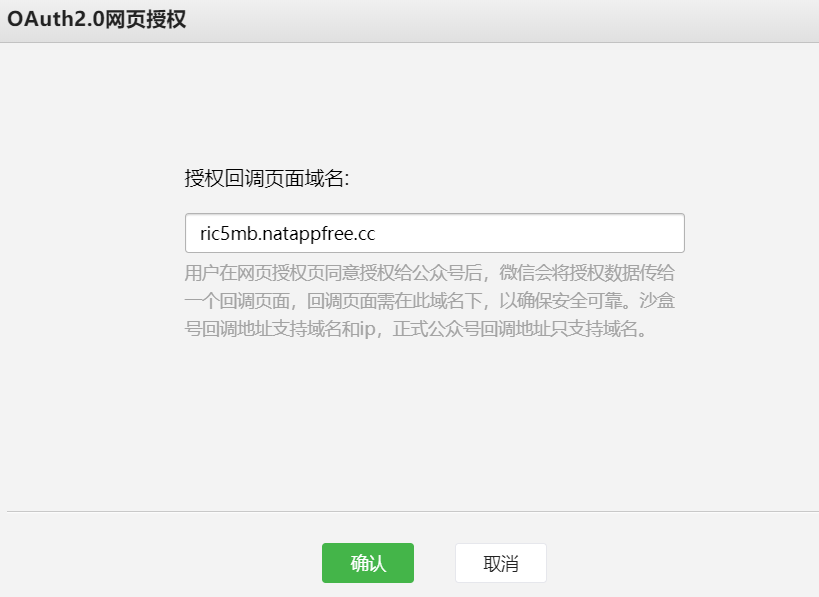 OAuth2.0网页授权
授权回调页面域名:
ric5mb.natappfree.cc
用户在网页授权页同意授权给公众号后，微信会将授权数据传给
一个回调页面，回调页面需在此域名下，以确保安全可靠。沙盒
号回调地址支持域名和ip，正式公众号回调地址只支持域名。
确认
取消